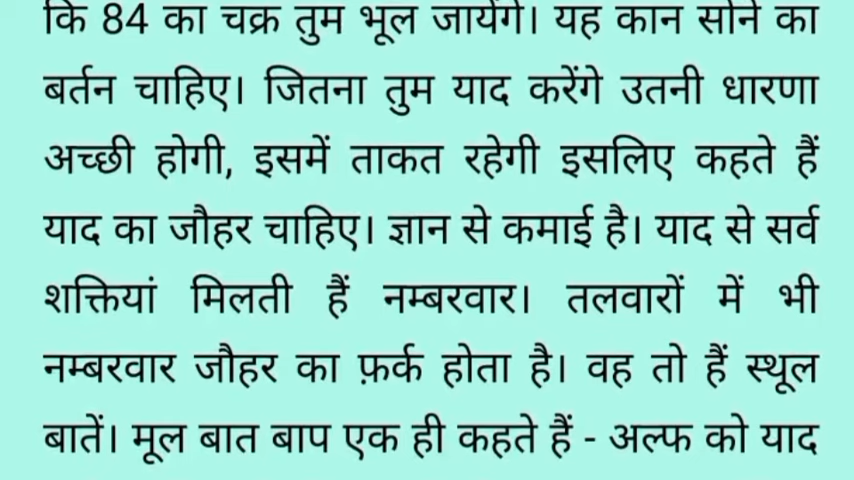 कि 84 का चक्र तुम भूल जायेंगे। यह कान सोने का
बर्तन चाहिए। जितना तुम याद करेंगे उतनी धारणा
अच्छी होगी, इसमें ताकत रहेगी इसलिए कहते हैं
याद का जौहर चाहिए। ज्ञान से कमाई है। याद से सर्व
शक्तियां मिलती हैं नम्बरवार। तलवारों में भी
नम्बरवार जौहर का फ़र्क होता है। वह तो हैं स्थूल
बातें। मूल बात बाप एक ही कहते हैं - अल्फ को याद